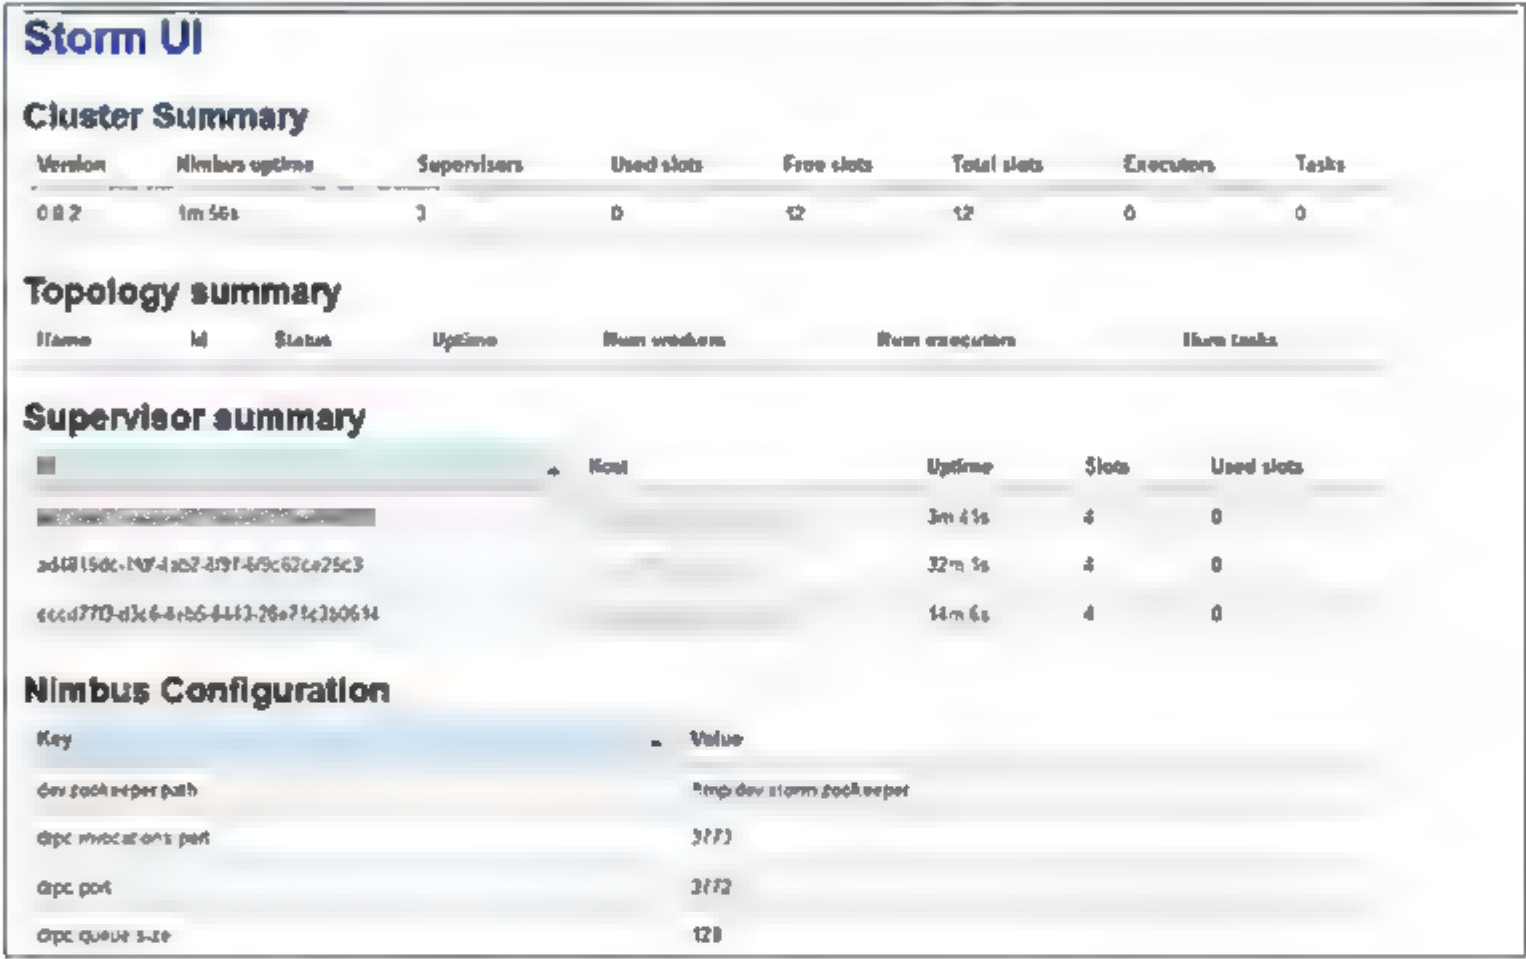 Storm UI
Cluster Summary
Version Nimbus uptime Supervisors Used slots Free slots Total slots Executors Tasks
0.8.2 1m 56s 3 0 12 12 0 0
Topology summary
Name Id Status Uptime Num workers Num executors Num tasks
Supervisor summary
Host Uptime Slots Used slots
3m 41s 4 0
32m 1s 4 0
14m 6s 4 0
Nimbus Configuration
Key Value
dev.zookeeper.path /tmp/dev-storm-zookeeper
drpc.invocations.port 3773
drpc.port 3772
drpc.queue.size 128